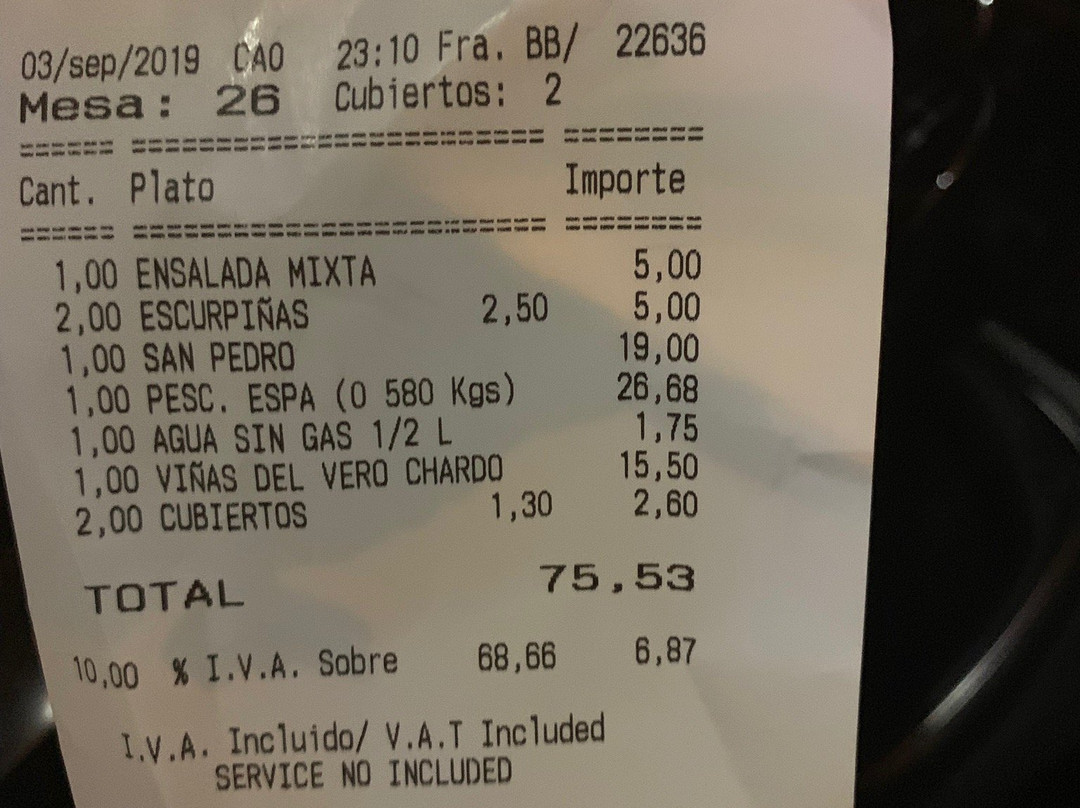 03/sep/2019 CAO 23:10 Fra. BB/ 22636
Mesa: 26 Cubiertos: 2
====== ====================== ========
Cant. Plato Importe
====== ====================== ========
1,00 ENSALADA MIXTA 5,00
2,00 ESCURPIÑAS 2,50 5,00
1,00 SAN PEDRO 19,00
1,00 PESC. ESPA (0 580 Kgs) 26,68
1,00 AGUA SIN GAS 1/2 L 1,75
1,00 VIÑAS DEL VERO CHARDO 15,50
2,00 CUBIERTOS 1,30 2,60
TOTAL 75,53
10,00 % I.V.A. Sobre 68,66 6,87
I.V.A. Incluido/ V.A.T Included
SERVICE NO INCLUDED